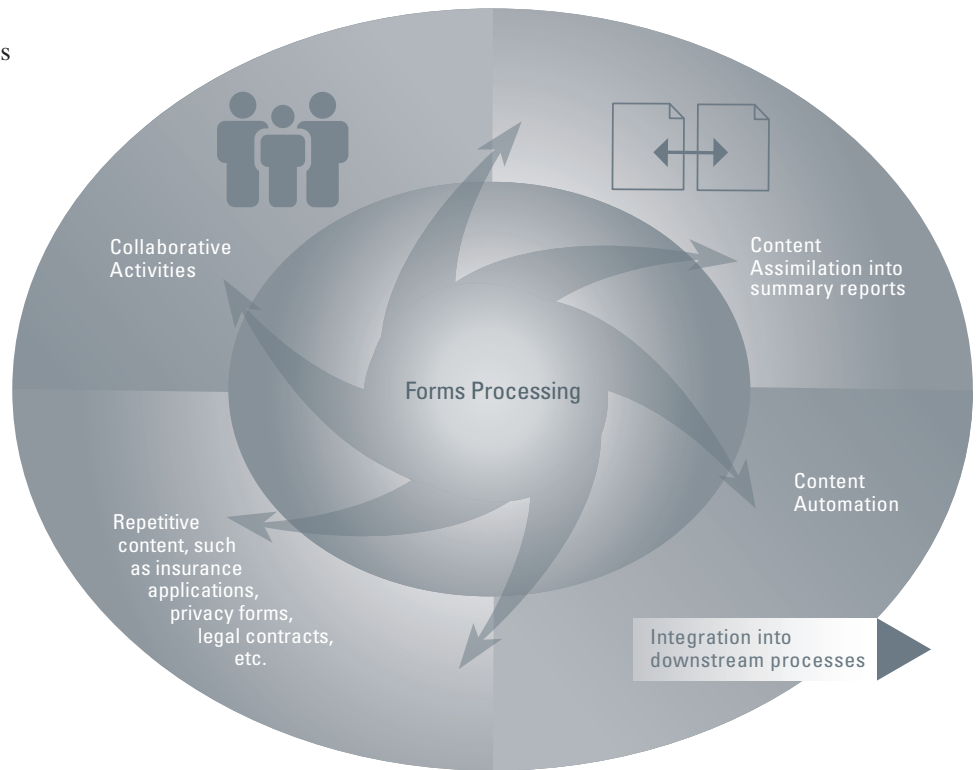 s
Collaborative
Activities
Content
Assimilation into
summary reports
Forms Processing
Content
Automation
Repetitive
content, such
as insurance
applications,
privacy forms,
legal contracts,
etc.
Integration into
downstream processes